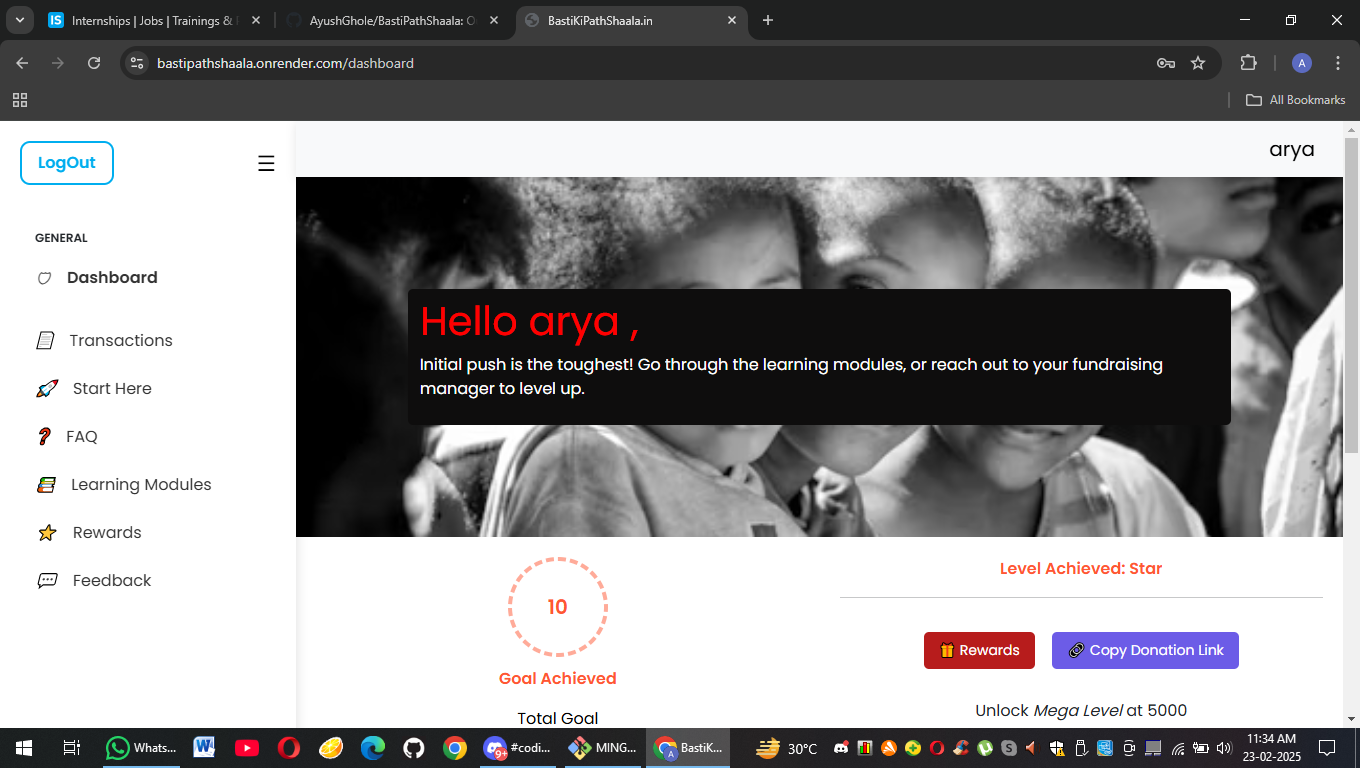 Internships | Jobs | Trainings &
AyushGhole/BastiPathShaala: O
BastiKiPathShaala.in
bastipathshaala.onrender.com/dashboard
A
All Bookmarks
LogOut
arya
GENERAL
Dashboard
Transactions
Start Here
FAQ
Learning Modules
Rewards
Feedback
Hello arya ,
Initial push is the toughest! Go through the learning modules, or reach out to your fundraising
manager to level up.
10
Goal Achieved
Total Goal
Level Achieved: Star
Rewards
Copy Donation Link
Unlock Mega Level at 5000
Whats...
#codi...
MING...
BastiK...
30°C
11:34 AM
23-02-2025